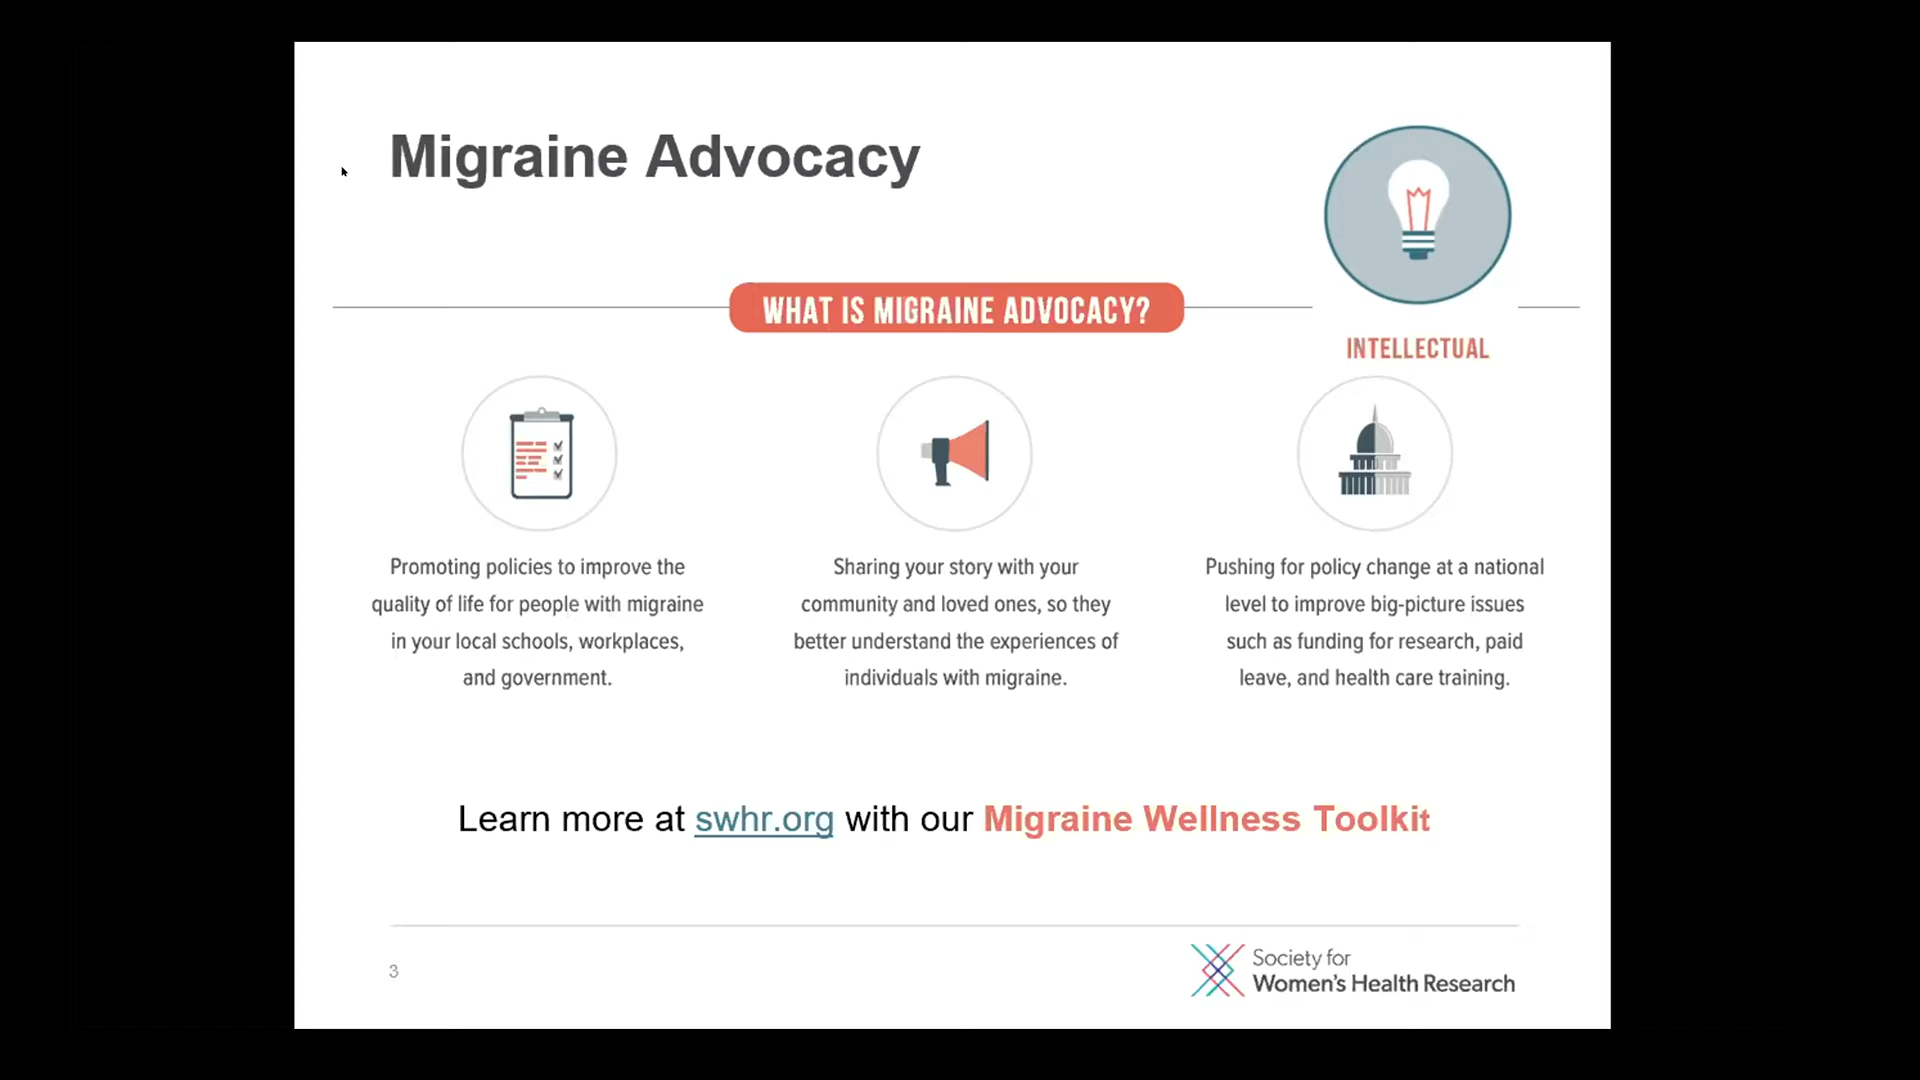 Migraine Advocacy
WHAT IS MIGRAINE ADVOCACY?
INTELLECTUAL
Promoting policies to improve the
quality of life for people with migraine
in your local schools, workplaces,
and government.
Sharing your story with your
community and loved ones, so they
better understand the experiences of
individuals with migraine.
Pushing for policy change at a national
level to improve big-picture issues
such as funding for research, paid
leave, and health care training.
Learn more at swhr.org with our Migraine Wellness Toolkit
3
Society for
Women's Health Research